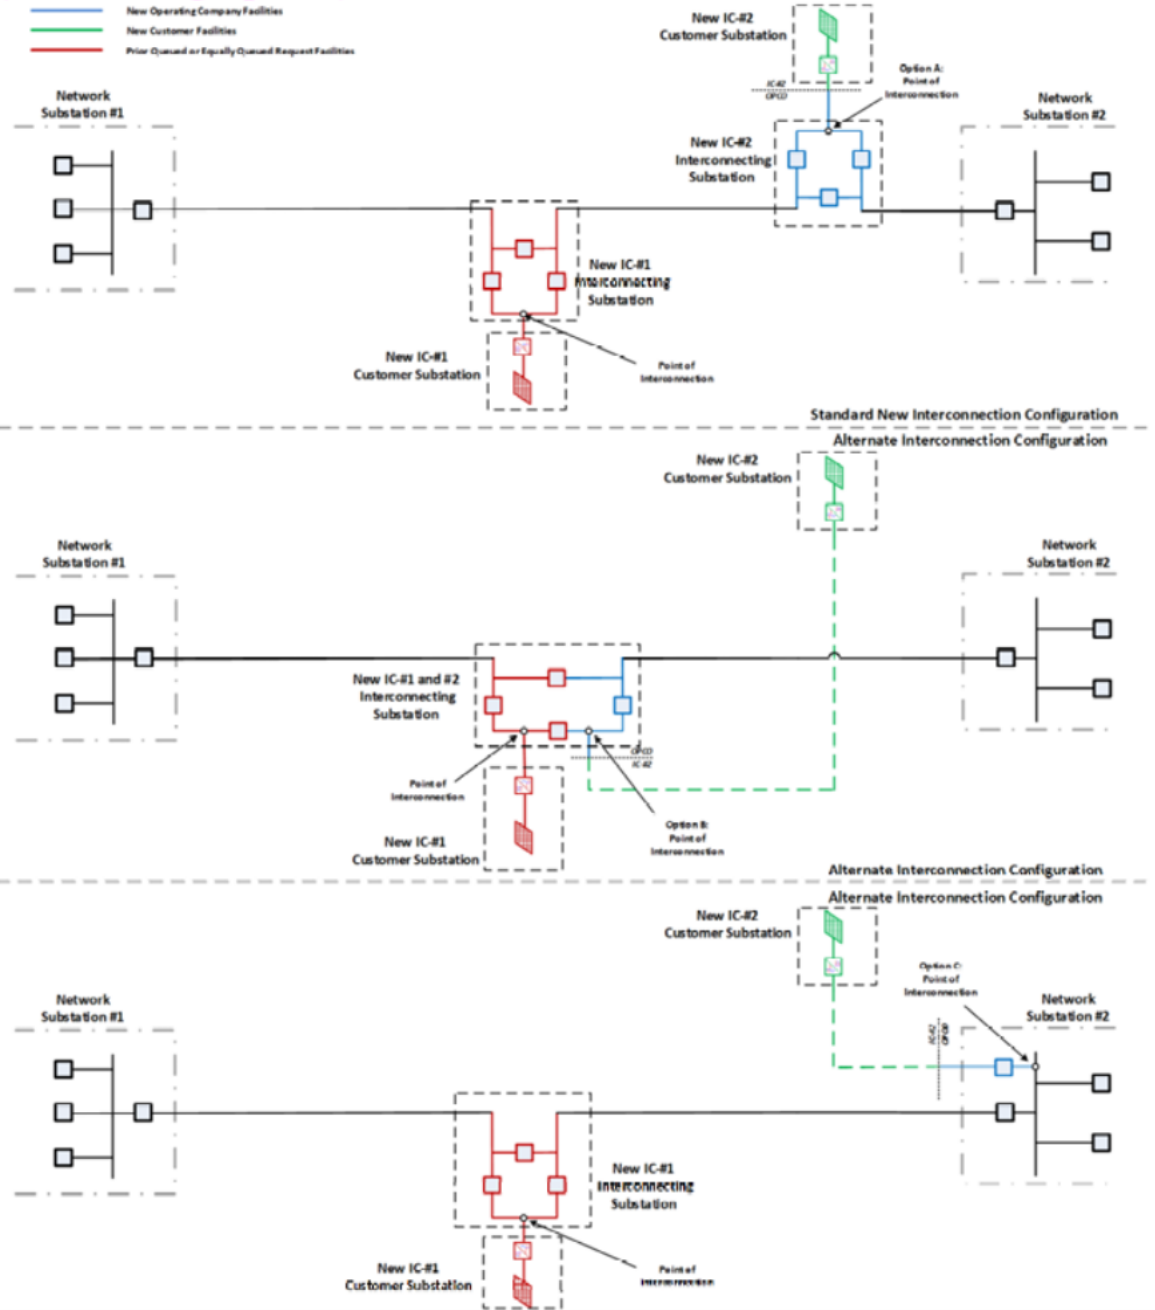 New Operating Company Facilities
New Customer Facilities
Prior Queued or Equally Queued Request Facilities
New IC-#2
Customer Substation
IC-#2
OPCO
Option A:
Point of
Interconnection
Network
Substation #1
Network
Substation #2
New IC-#2
Interconnecting
Substation
New IC-#1
Interconnecting
Substation
New IC-#1
Customer Substation
Point of
Interconnection
Standard New Interconnection Configuration
Alternate Interconnection Configuration
New IC-#2
Customer Substation
Network
Substation #1
Network
Substation #2
New IC-#1 and #2
Interconnecting
Substation
OPCO
IC-#2
Point of
Interconnection
Option B:
Point of
Interconnection
New IC-#1
Customer Substation
Alternate Interconnection Configuration
Alternate Interconnection Configuration
New IC-#2
Customer Substation
Option C:
Point of
Interconnection
Network
Substation #1
Network
Substation #2
IC-#2
OPCO
New IC-#1
Interconnecting
Substation
New IC-#1
Customer Substation
Point of
Interconnection